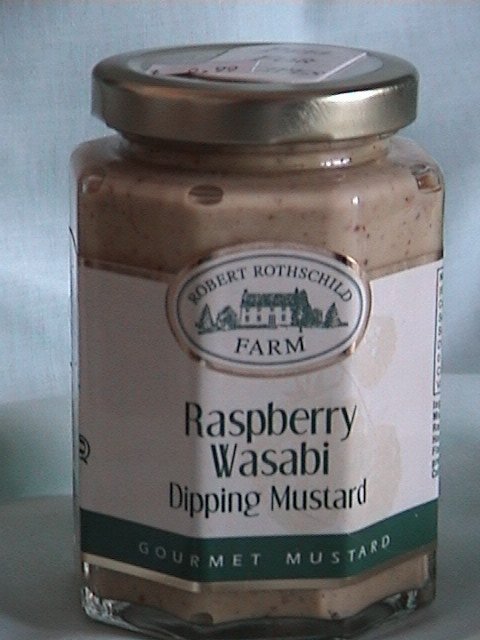 ROBERT ROTHSCHILD
FARM
Raspberry
Wasabi
Dipping Mustard
GOURMET MUSTARD